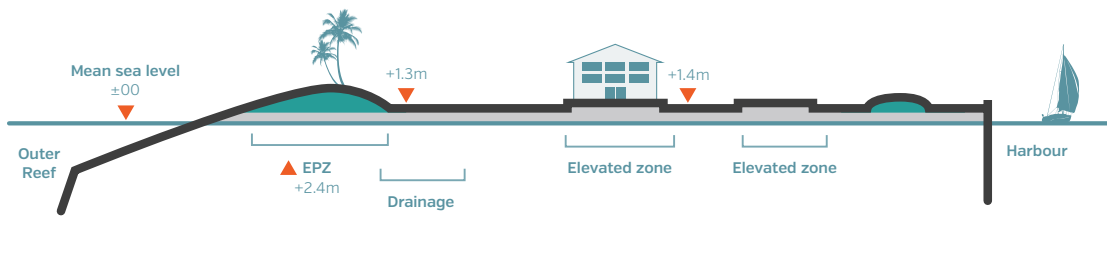 Mean sea level
±00
+1.3m
+1.4m
Outer
Reef
EPZ
+2.4m
Drainage
Elevated zone
Elevated zone
Harbour